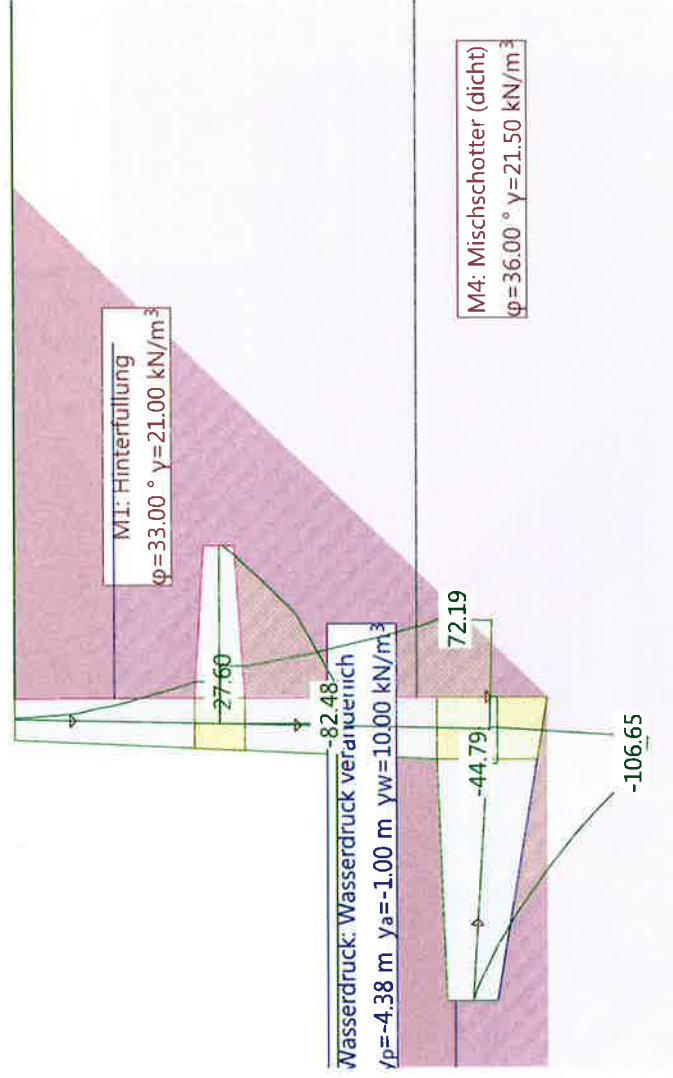 M1: Hinterfüllung
φ=33.00 ° γ=21.00 kN/m³
M4: Mischschotter (dicht)
φ=36.00 ° γ=21.50 kN/m³
27.60
-82.48
Wasserdruck: Wasserdruck veränderlich
yp=-4.38 m ya=-1.00 m γw=10.00 kN/m³
72.19
-44.79
-106.65